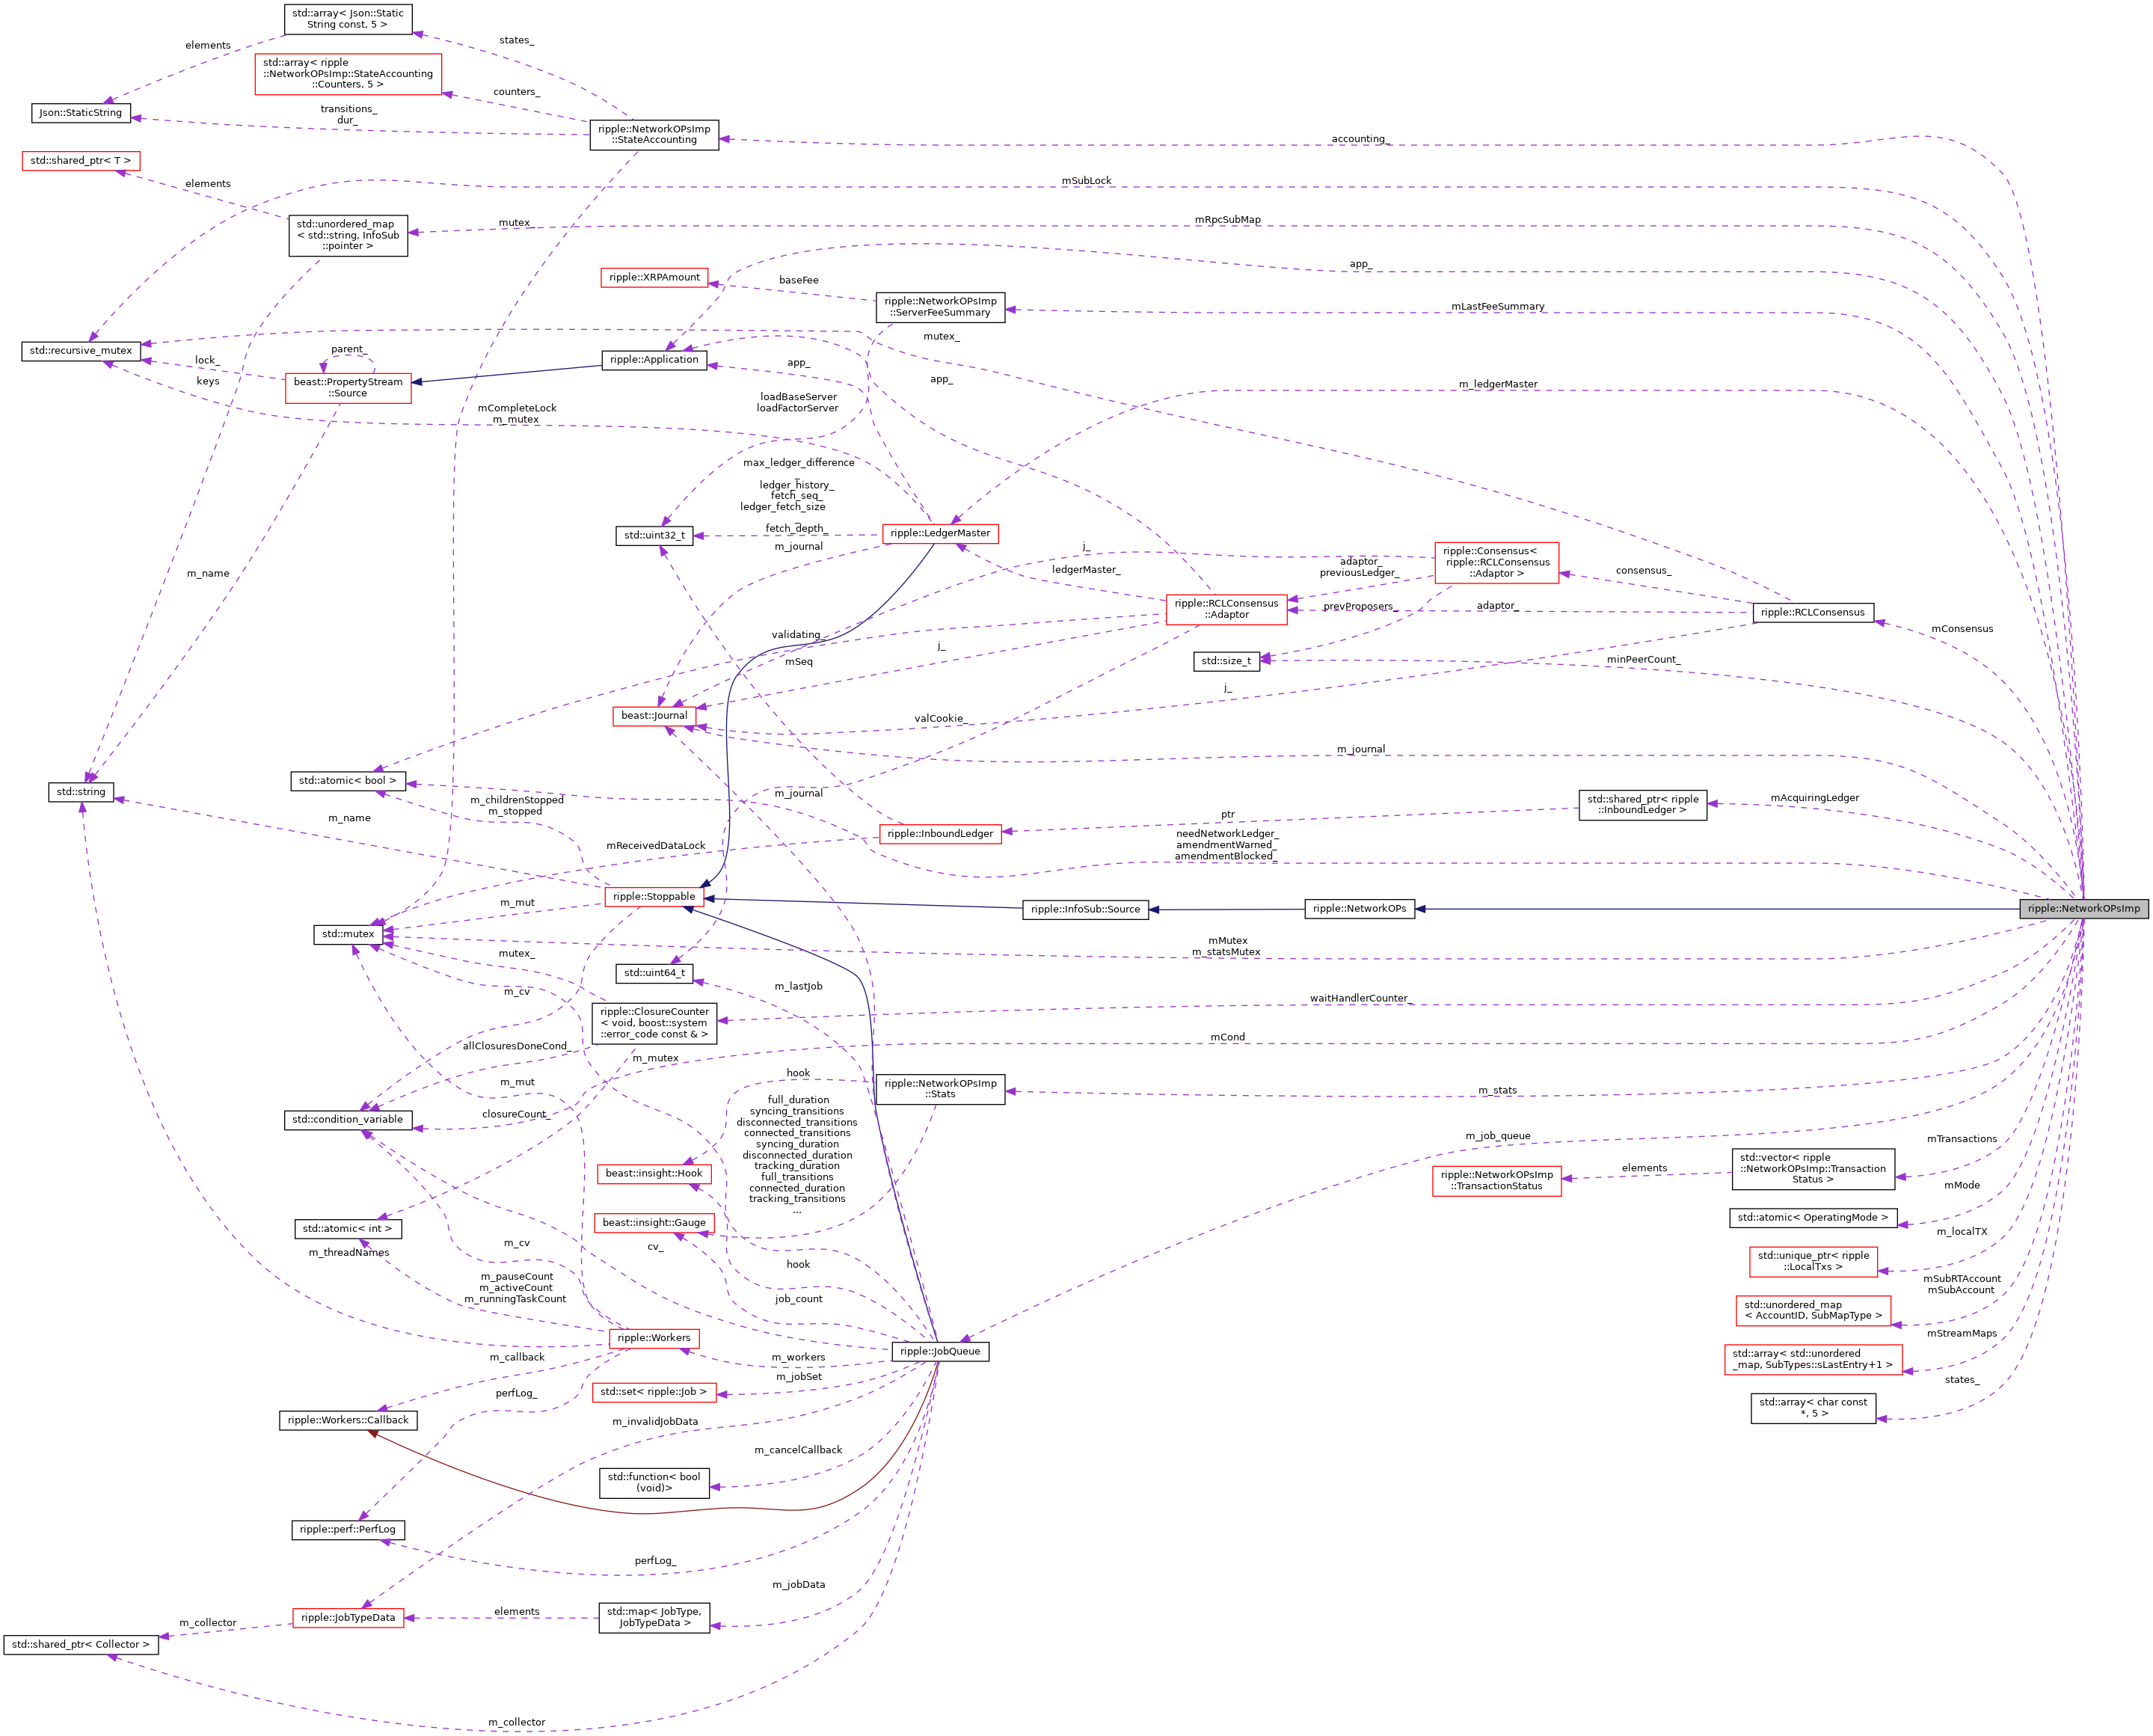 std::array< Json::Static
String const, 5 >
states_
elements
std::array< ripple
::NetworkOPsImp::StateAccounting
::Counters, 5 >
counters_
Json::StaticString
transitions_
dur_
ripple::NetworkOPsImp
::StateAccounting
accounting_
std::shared_ptr< T >
elements
mSubLock
std::unordered_map
< std::string, InfoSub
::pointer >
mutex_
mRpcSubMap
app_
ripple::XRPAmount
baseFee
ripple::NetworkOPsImp
::ServerFeeSummary
mLastFeeSummary
mutex_
std::recursive_mutex
lock_
keys
parent_
beast::PropertyStream
::Source
ripple::Application
app_
app_
m_ledgerMaster
mCompleteLock
m_mutex
loadBaseServer
loadFactorServer
max_ledger_difference
_
ledger_history_
fetch_seq_
ledger_fetch_size
_
fetch_depth_
std::uint32_t
ripple::LedgerMaster
m_journal
j_
ripple::Consensus<
ripple::RCLConsensus
::Adaptor >
adaptor_
previousLedger_
consensus_
ledgerMaster_
m_name
ripple::RCLConsensus
::Adaptor
prevProposers_
adaptor_
ripple::RCLConsensus
mConsensus
validating_
j_
mSeq
std::size_t
minPeerCount_
j_
beast::Journal
valCookie_
m_journal
std::atomic< bool >
std::string
m_childrenStopped
m_stopped
m_journal
std::shared_ptr< ripple
::InboundLedger >
mAcquiringLedger
m_name
ptr
ripple::InboundLedger
needNetworkLedger_
amendmentWarned_
amendmentBlocked_
mReceivedDataLock
ripple::Stoppable
m_mut
ripple::InfoSub::Source
ripple::NetworkOPs
ripple::NetworkOPsImp
std::mutex
mMutex
m_statsMutex
mutex_
std::uint64_t
m_cv
m_lastJob
waitHandlerCounter_
ripple::ClosureCounter
< void, boost::system
::error_code const & >
allClosuresDoneCond_
m_mutex
mCond
m_mut
hook
ripple::NetworkOPsImp
::Stats
m_stats
std::condition_variable
closureCount_
full_duration
syncing_transitions
disconnected_transitions
connected_transitions
syncing_duration
disconnected_duration
tracking_duration
full_transitions
connected_duration
tracking_transitions
...
m_job_queue
mTransactions
beast::insight::Hook
ripple::NetworkOPsImp
::TransactionStatus
elements
std::vector< ripple
::NetworkOPsImp::Transaction
Status >
mMode
std::atomic< int >
beast::insight::Gauge
std::atomic< OperatingMode >
m_threadNames
m_cv
cv_
hook
m_localTX
std::unique_ptr< ripple
::LocalTxs >
m_pauseCount
m_activeCount
m_runningTaskCount
job_count
mSubRTAccount
mSubAccount
std::unordered_map
< AccountID, SubMapType >
ripple::Workers
m_callback
m_workers
ripple::JobQueue
mStreamMaps
std::array< std::unordered
_map, SubTypes::sLastEntry+1 >
perfLog_
std::set< ripple::Job >
m_jobSet
states_
std::array< char const
*, 5 >
ripple::Workers::Callback
m_invalidJobData
m_cancelCallback
std::function< bool
(void)>
ripple::perf::PerfLog
perfLog_
m_jobData
ripple::JobTypeData
elements
std::map< JobType,
JobTypeData >
m_collector
std::shared_ptr< Collector >
m_collector